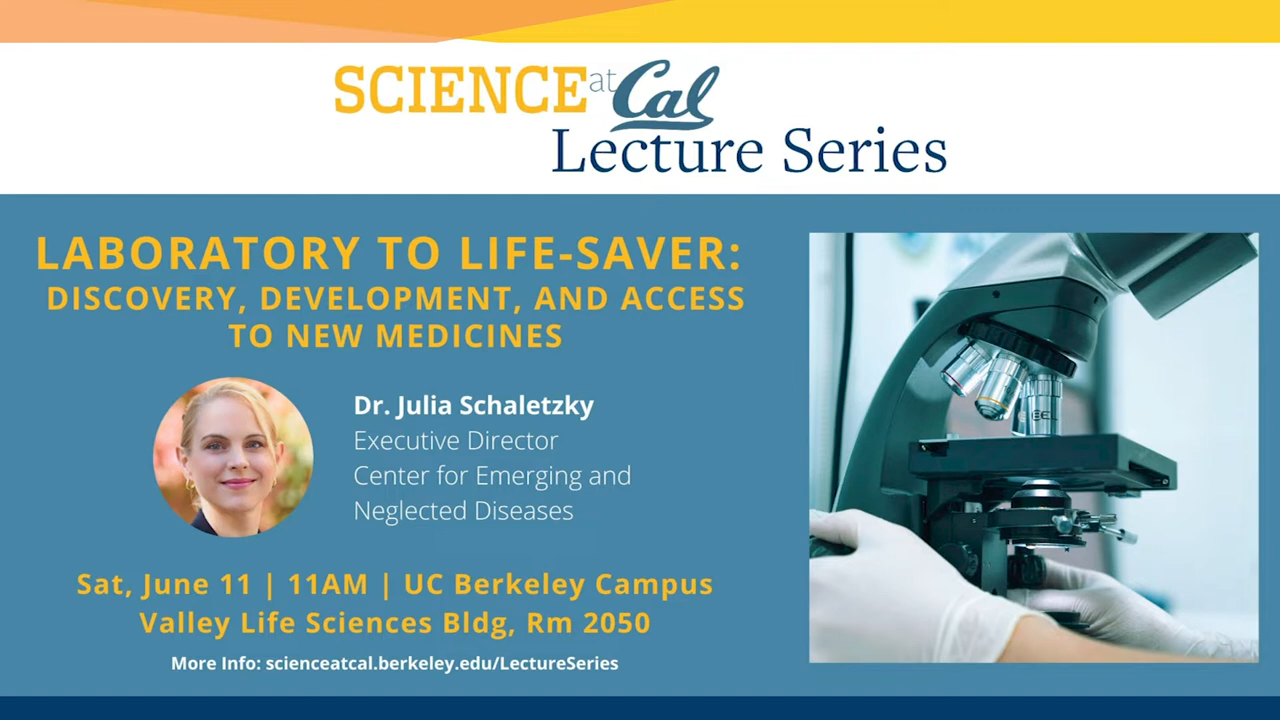 SCIENCE at Cal
Lecture Series
LABORATORY TO LIFE-SAVER:
DISCOVERY, DEVELOPMENT, AND ACCESS
TO NEW MEDICINES
Dr. Julia Schaletzky
Executive Director
Center for Emerging and
Neglected Diseases
Sat, June 11 | 11AM | UC Berkeley Campus
Valley Life Sciences Bldg, Rm 2050
More Info: scienceatcal.berkeley.edu/LectureSeries